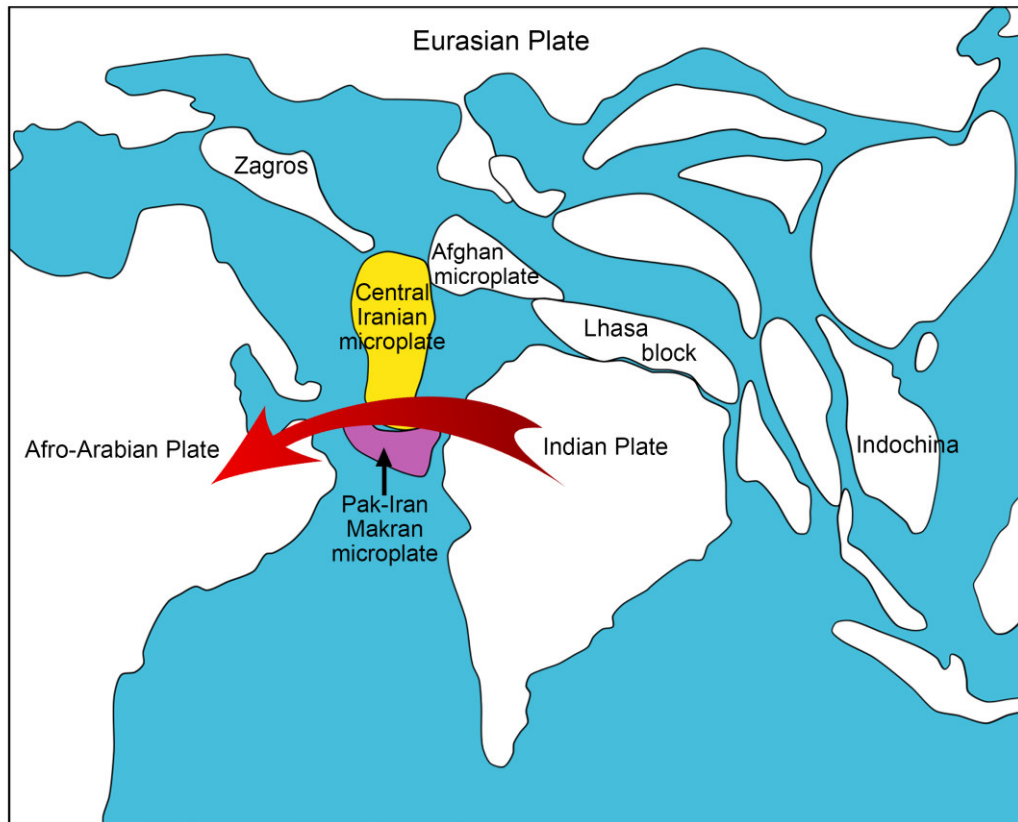 Eurasian Plate
Zagros
Afghan
microplate
Central
Iranian
microplate
Lhasa
block
Afro-Arabian Plate
Indian Plate
Indochina
Pak-Iran
Makran
microplate